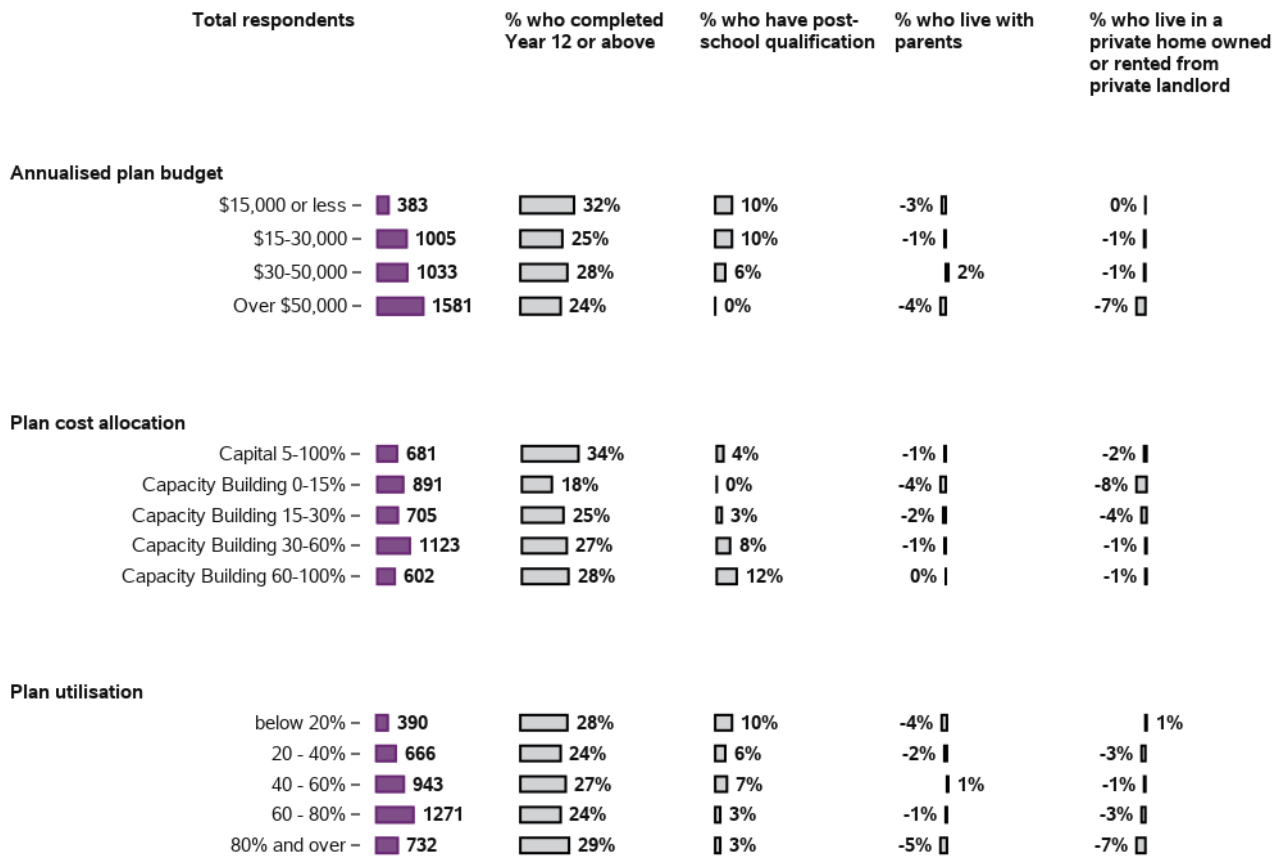 Total respondents
% who completed Year 12 or above
% who have post-school qualification
% who live with parents
% who live in a private home owned or rented from private landlord
Annualised plan budget
$15,000 or less – 383 32% 10% -3% 0%
$15-30,000 – 1005 25% 10% -1% -1%
$30-50,000 – 1033 28% 6% 2% -1%
Over $50,000 – 1581 24% 0% -4% -7%
Plan cost allocation
Capital 5-100% – 681 34% 4% -1% -2%
Capacity Building 0-15% – 891 18% 0% -4% -8%
Capacity Building 15-30% – 705 25% 3% -2% -4%
Capacity Building 30-60% – 1123 27% 8% -1% -1%
Capacity Building 60-100% – 602 28% 12% 0% -1%
Plan utilisation
below 20% – 390 28% 10% -4% 1%
20 - 40% – 666 24% 6% -2% -3%
40 - 60% – 943 27% 7% 1% -1%
60 - 80% – 1271 24% 3% -1% -3%
80% and over – 732 29% 3% -5% -7%